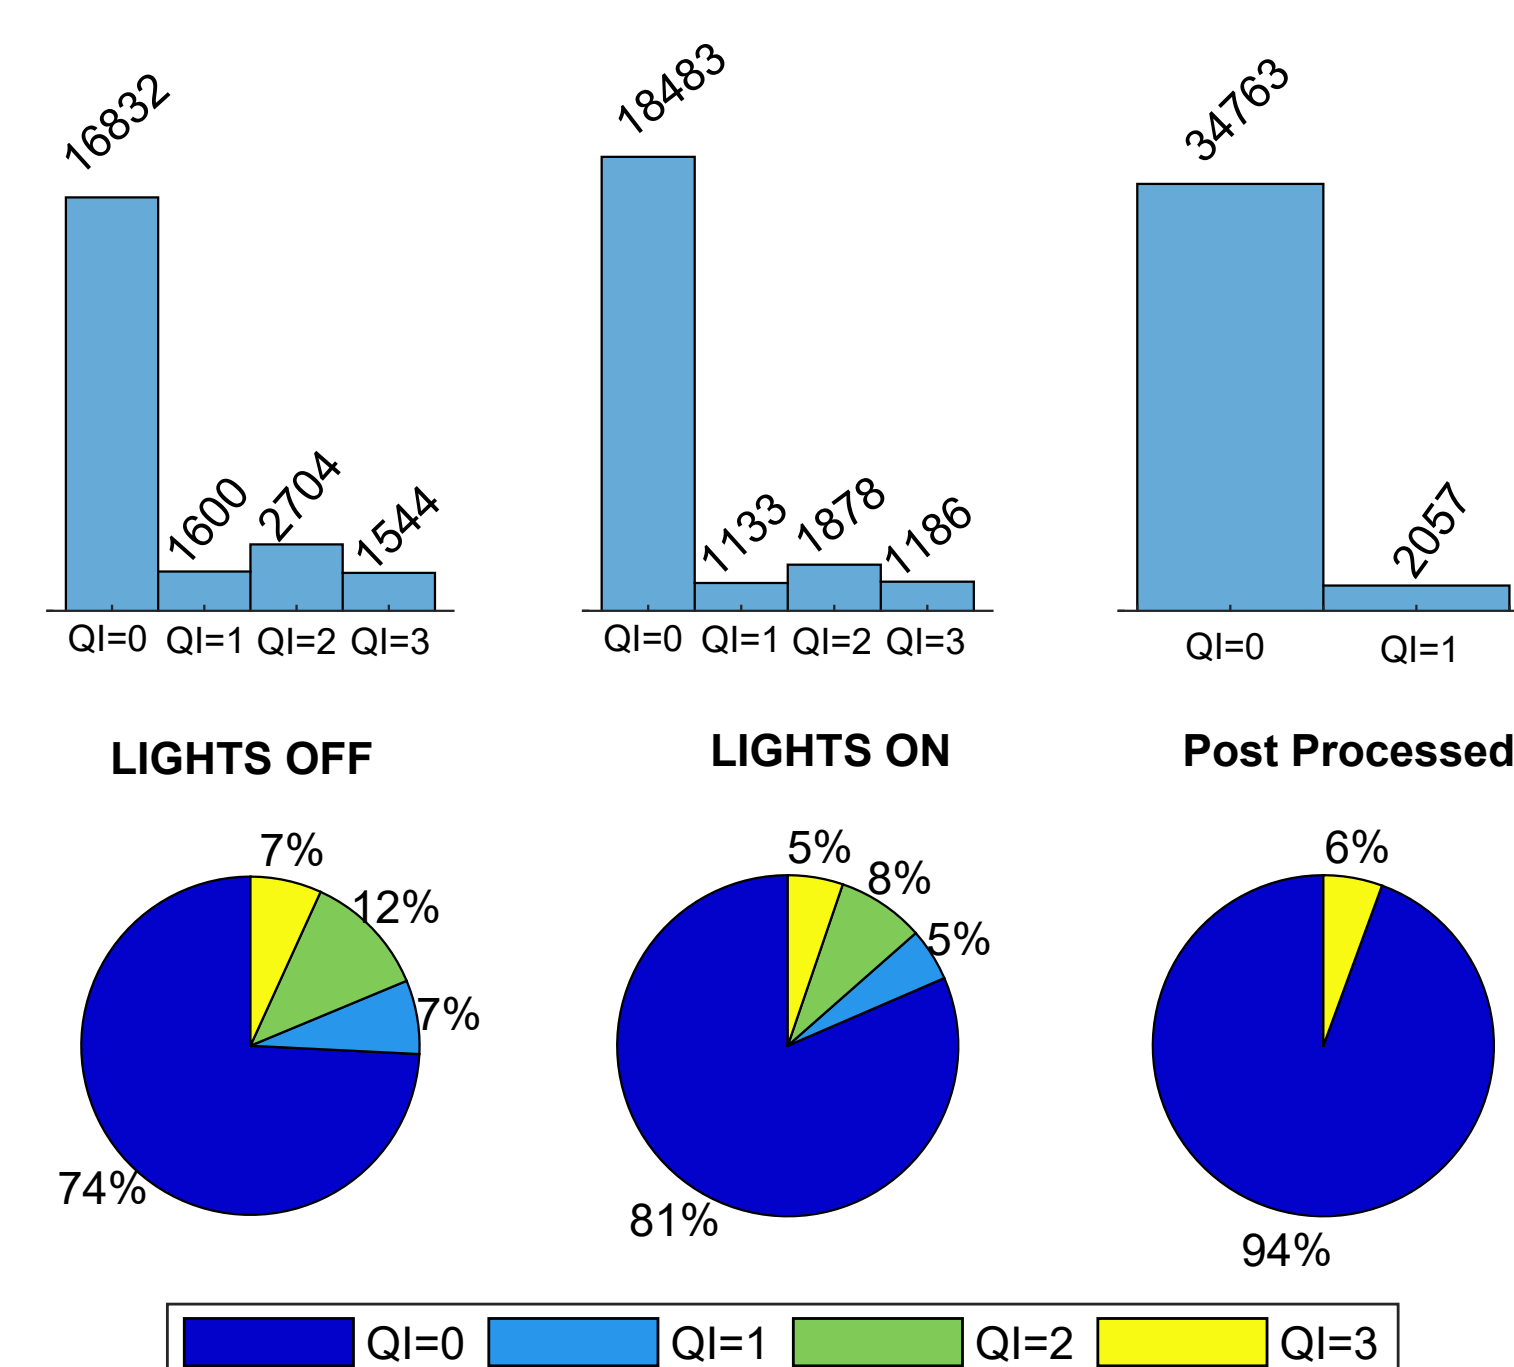 16832 18483 34763
1600 2704 1544 1133 1878 1186 2057
QI=0 QI=1 QI=2 QI=3 QI=0 QI=1 QI=2 QI=3 QI=0 QI=1
LIGHTS OFF LIGHTS ON Post Processed
7% 12% 7% 74%
5% 8% 5% 81%
6% 94%
QI=0 QI=1 QI=2 QI=3